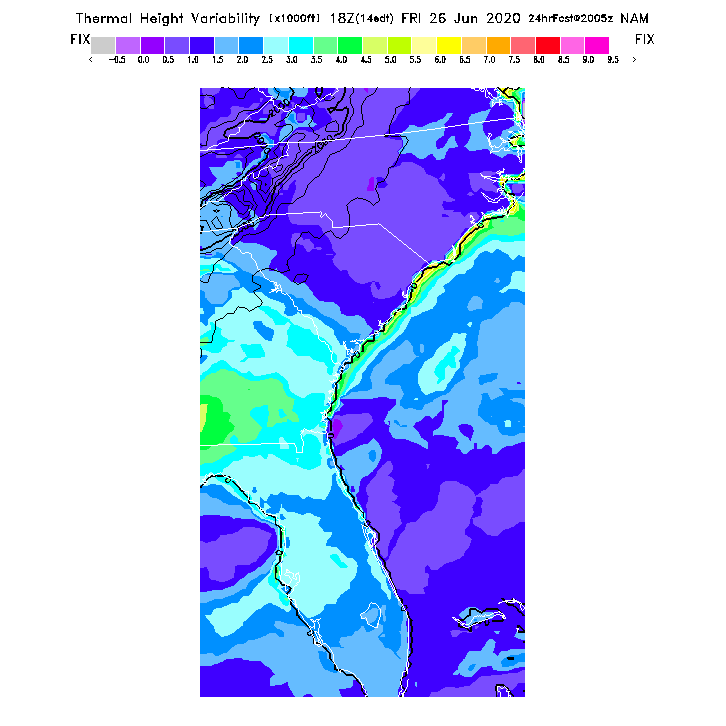 Thermal Height Variability [x1000ft] 18Z(14edt) FRI 26 Jun 2020 24hrFcst@2005z NAM
FIX FIX
< -0.5 0.0 0.5 1.0 1.5 2.0 2.5 3.0 3.5 4.0 4.5 5.0 5.5 6.0 6.5 7.0 7.5 8.0 8.5 9.0 9.5 >